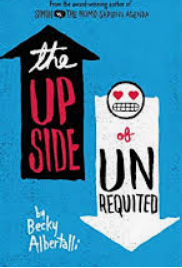 From the award-winning author of
SIMON VS. THE HOMO SAPIENS AGENDA
the
UP
SIDE
of
UN
REQUITED
by
Becky
Albertalli